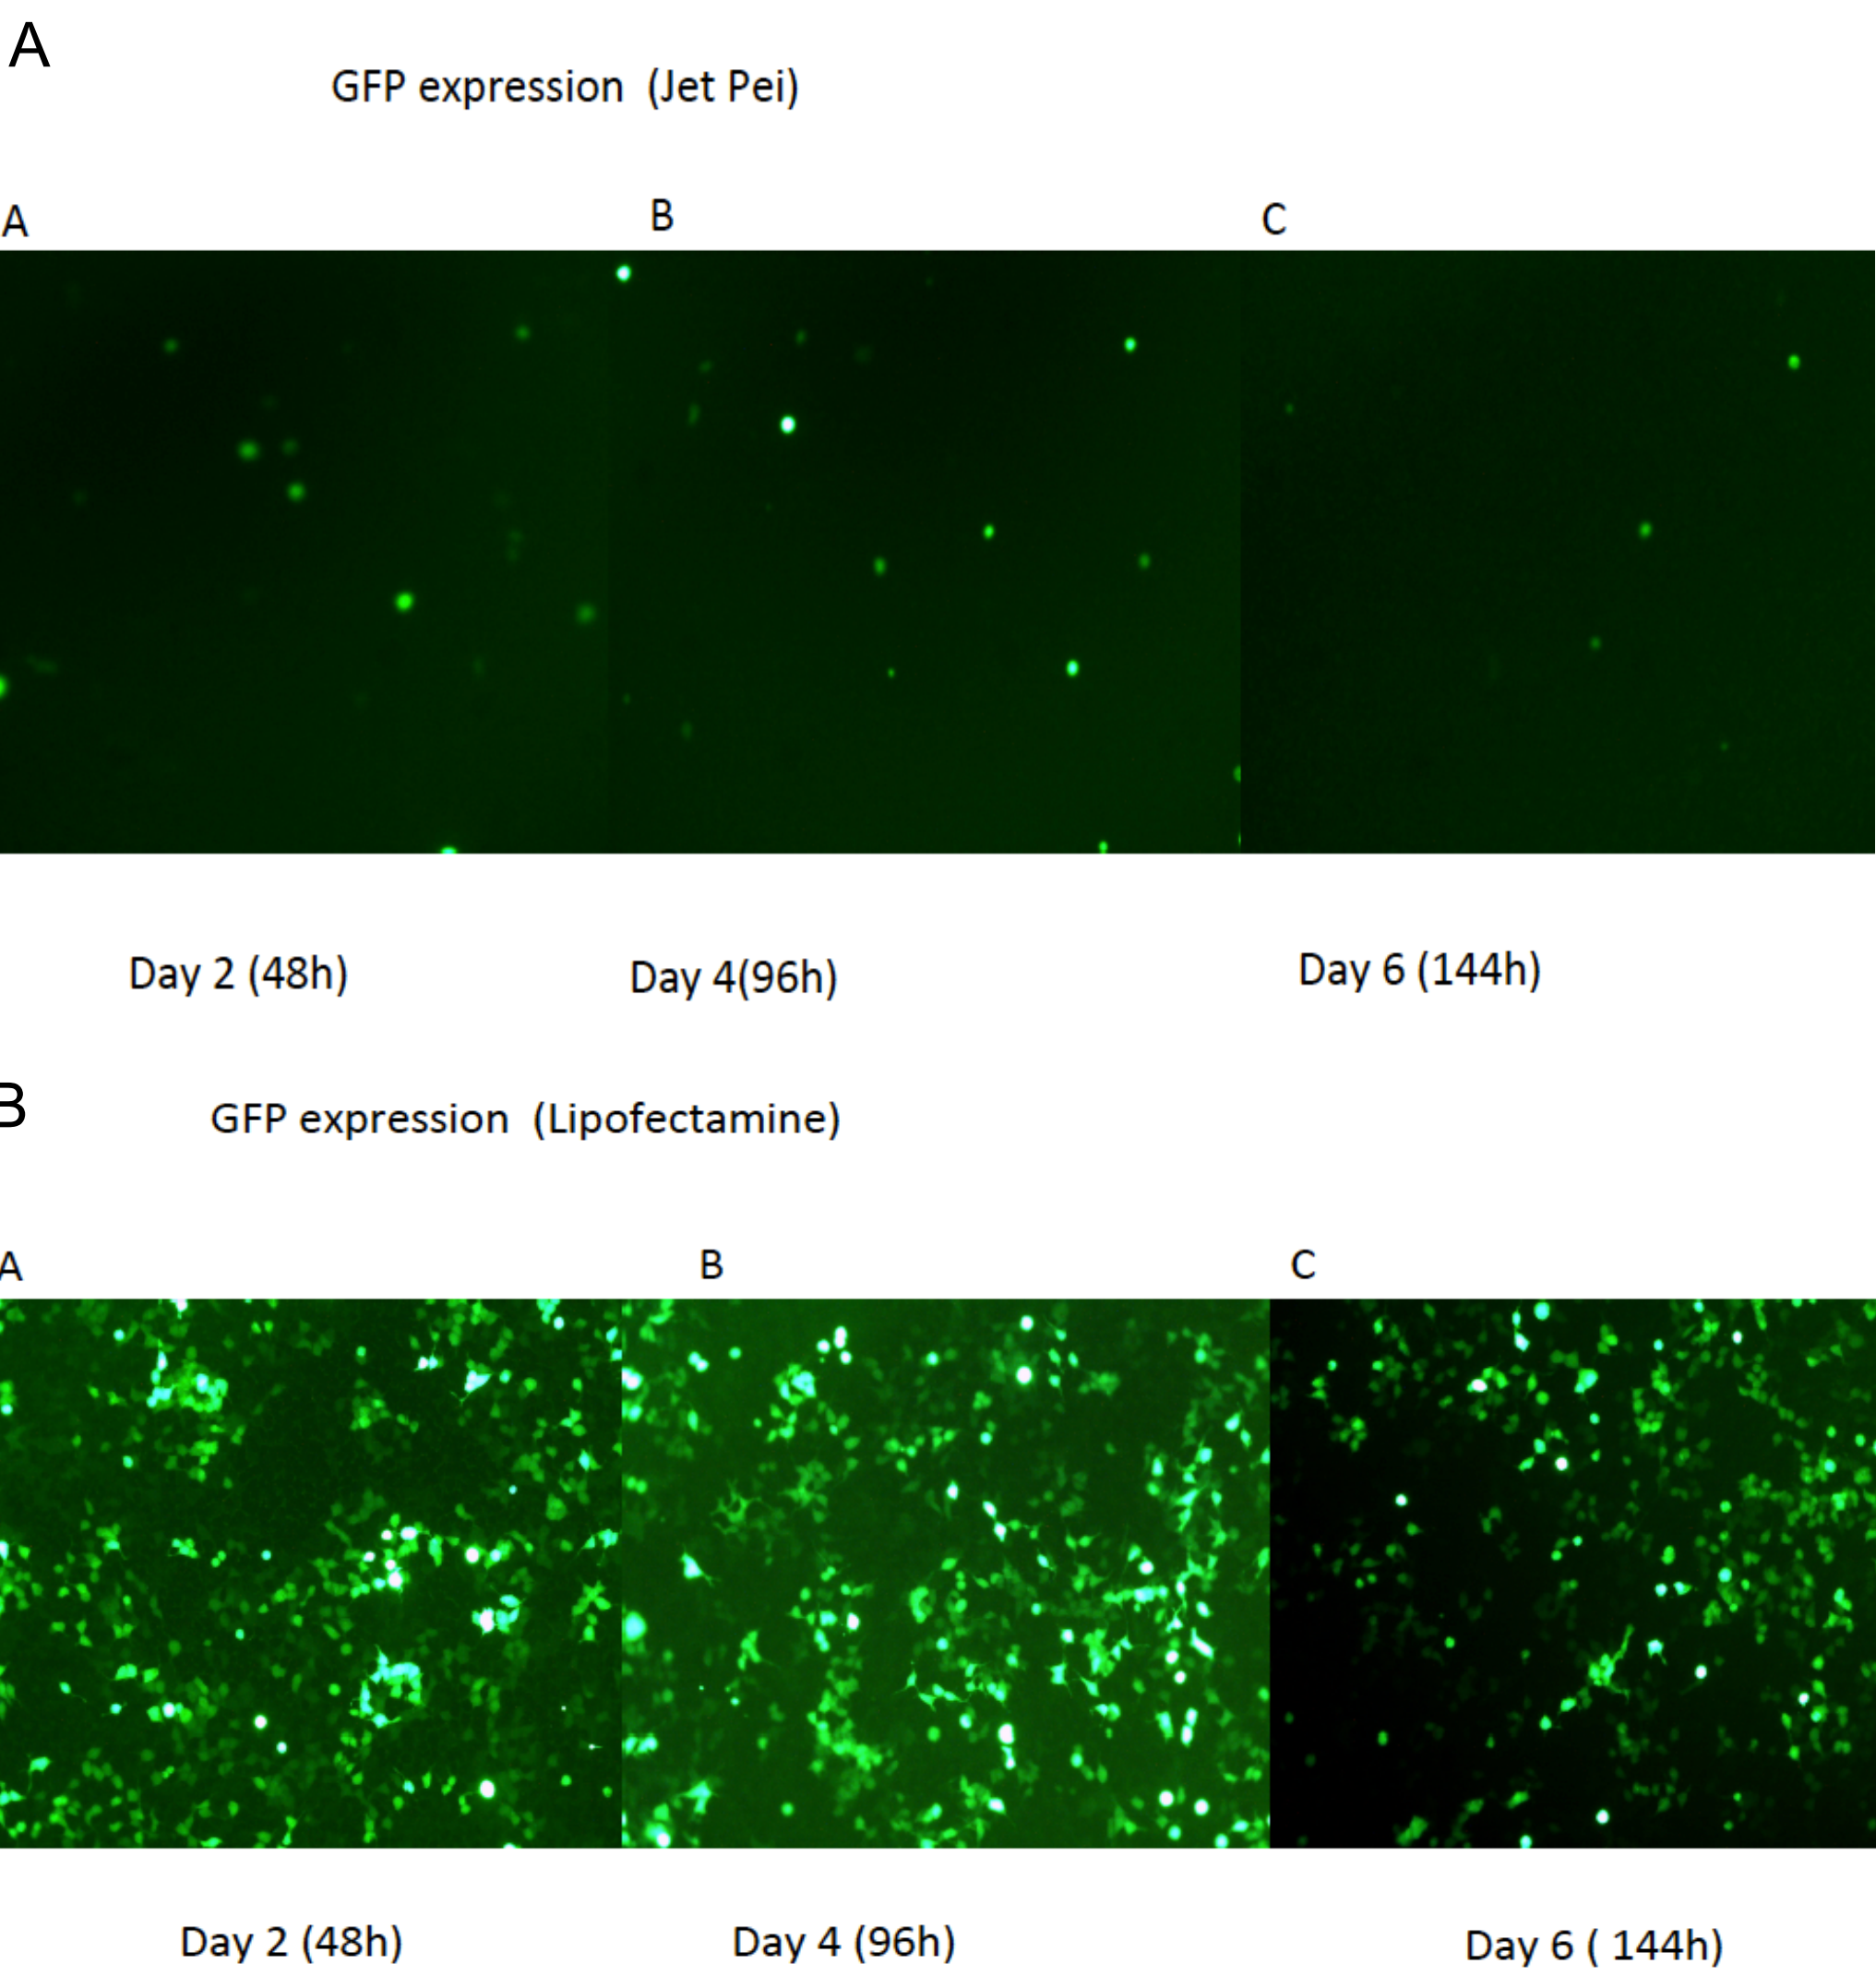 A
GFP expression (Jet Pei)
A B C
Day 2 (48h) Day 4(96h) Day 6 (144h)
B
GFP expression (Lipofectamine)
A B C
Day 2 (48h) Day 4 (96h) Day 6 ( 144h)